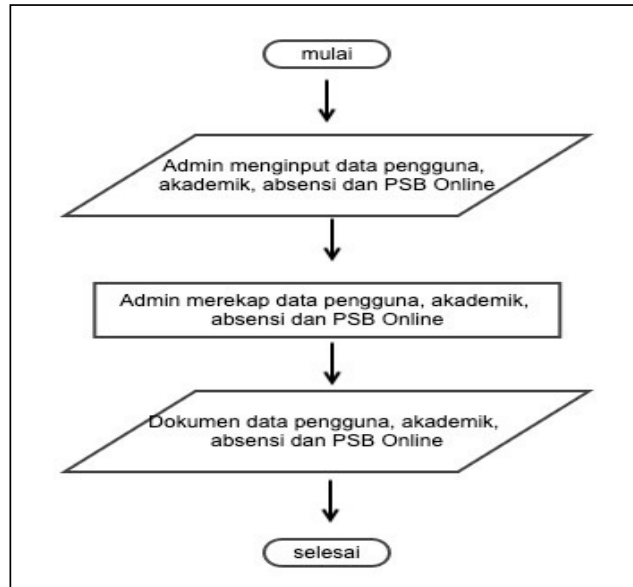 mulai
Admin menginput data pengguna,
akademik, absensi dan PSB Online
Admin merekap data pengguna, akademik,
absensi dan PSB Online
Dokumen data pengguna, akademik,
absensi dan PSB Online
selesai